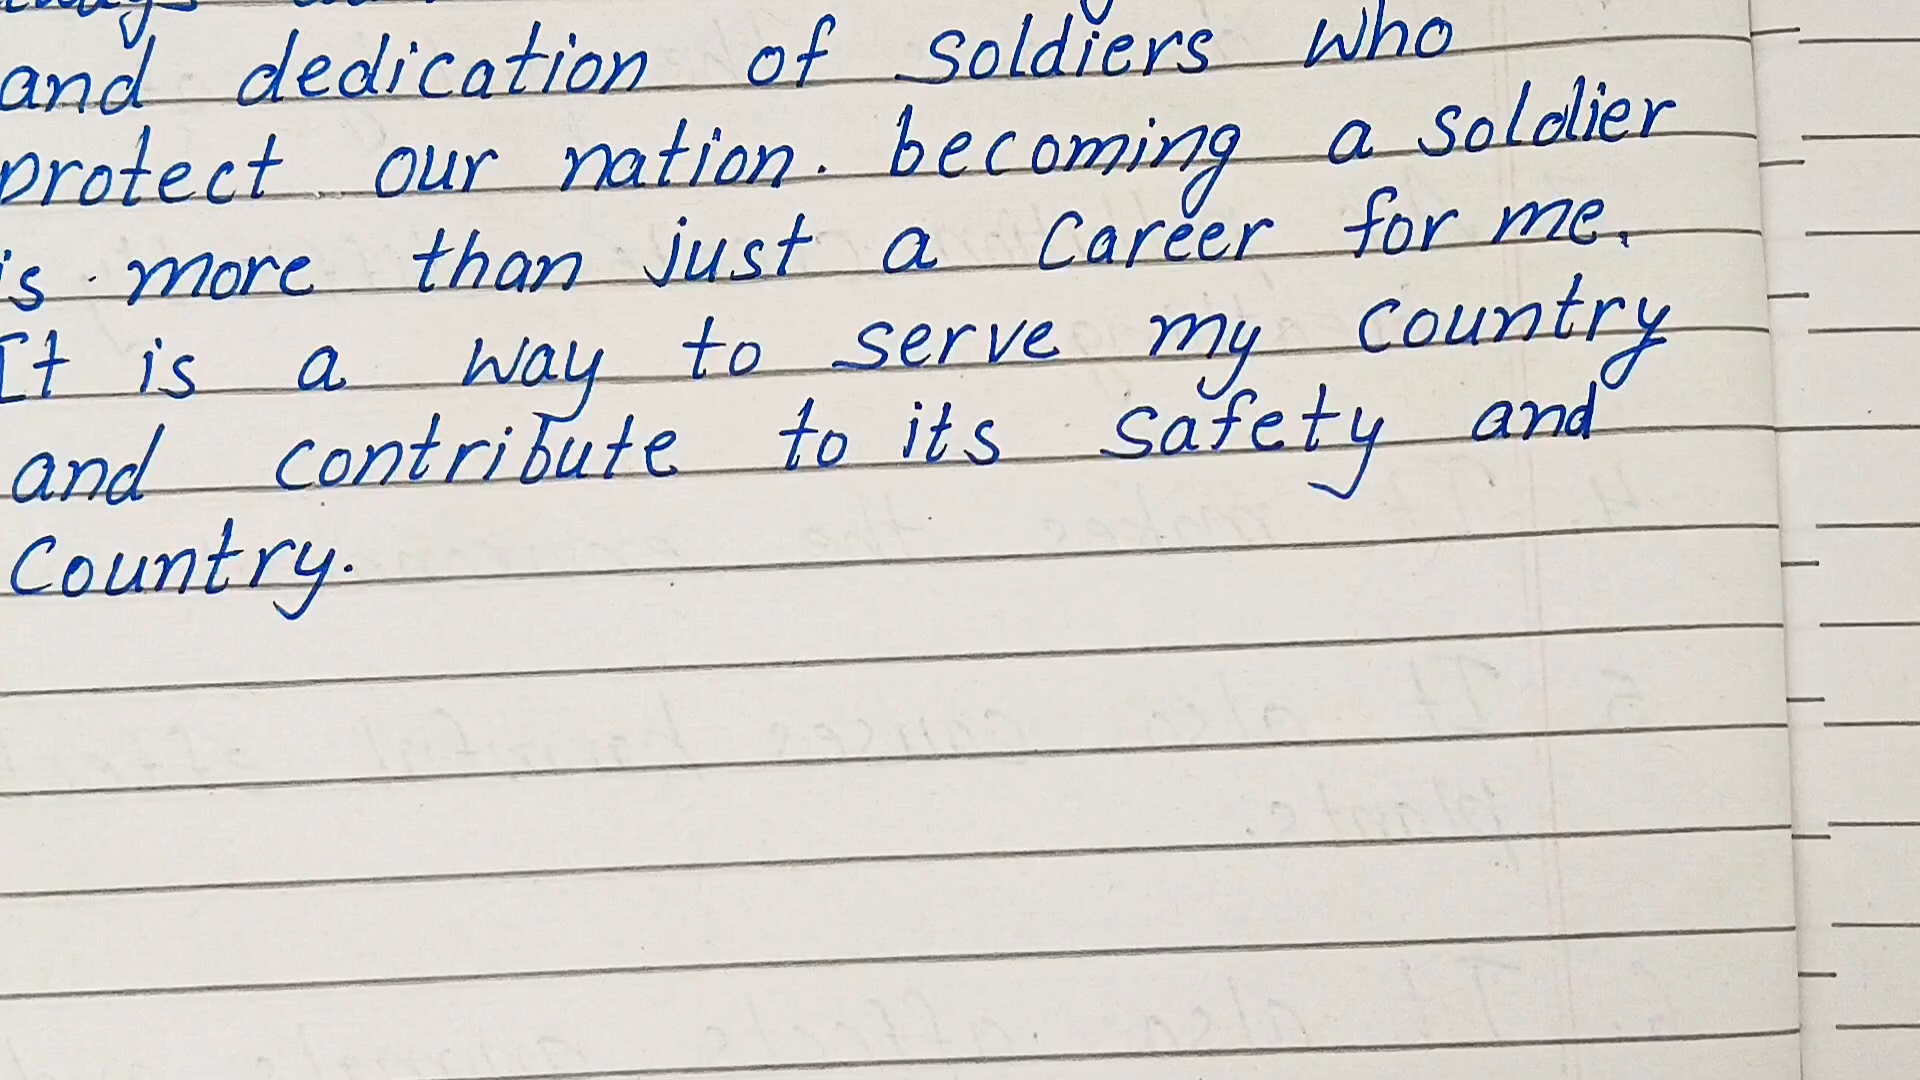 and dedication of soldiers who
protect our nation. becoming a soldier
is more than just a Career for me.
It is a way to serve my Country
and contribute to its safety and
Country.